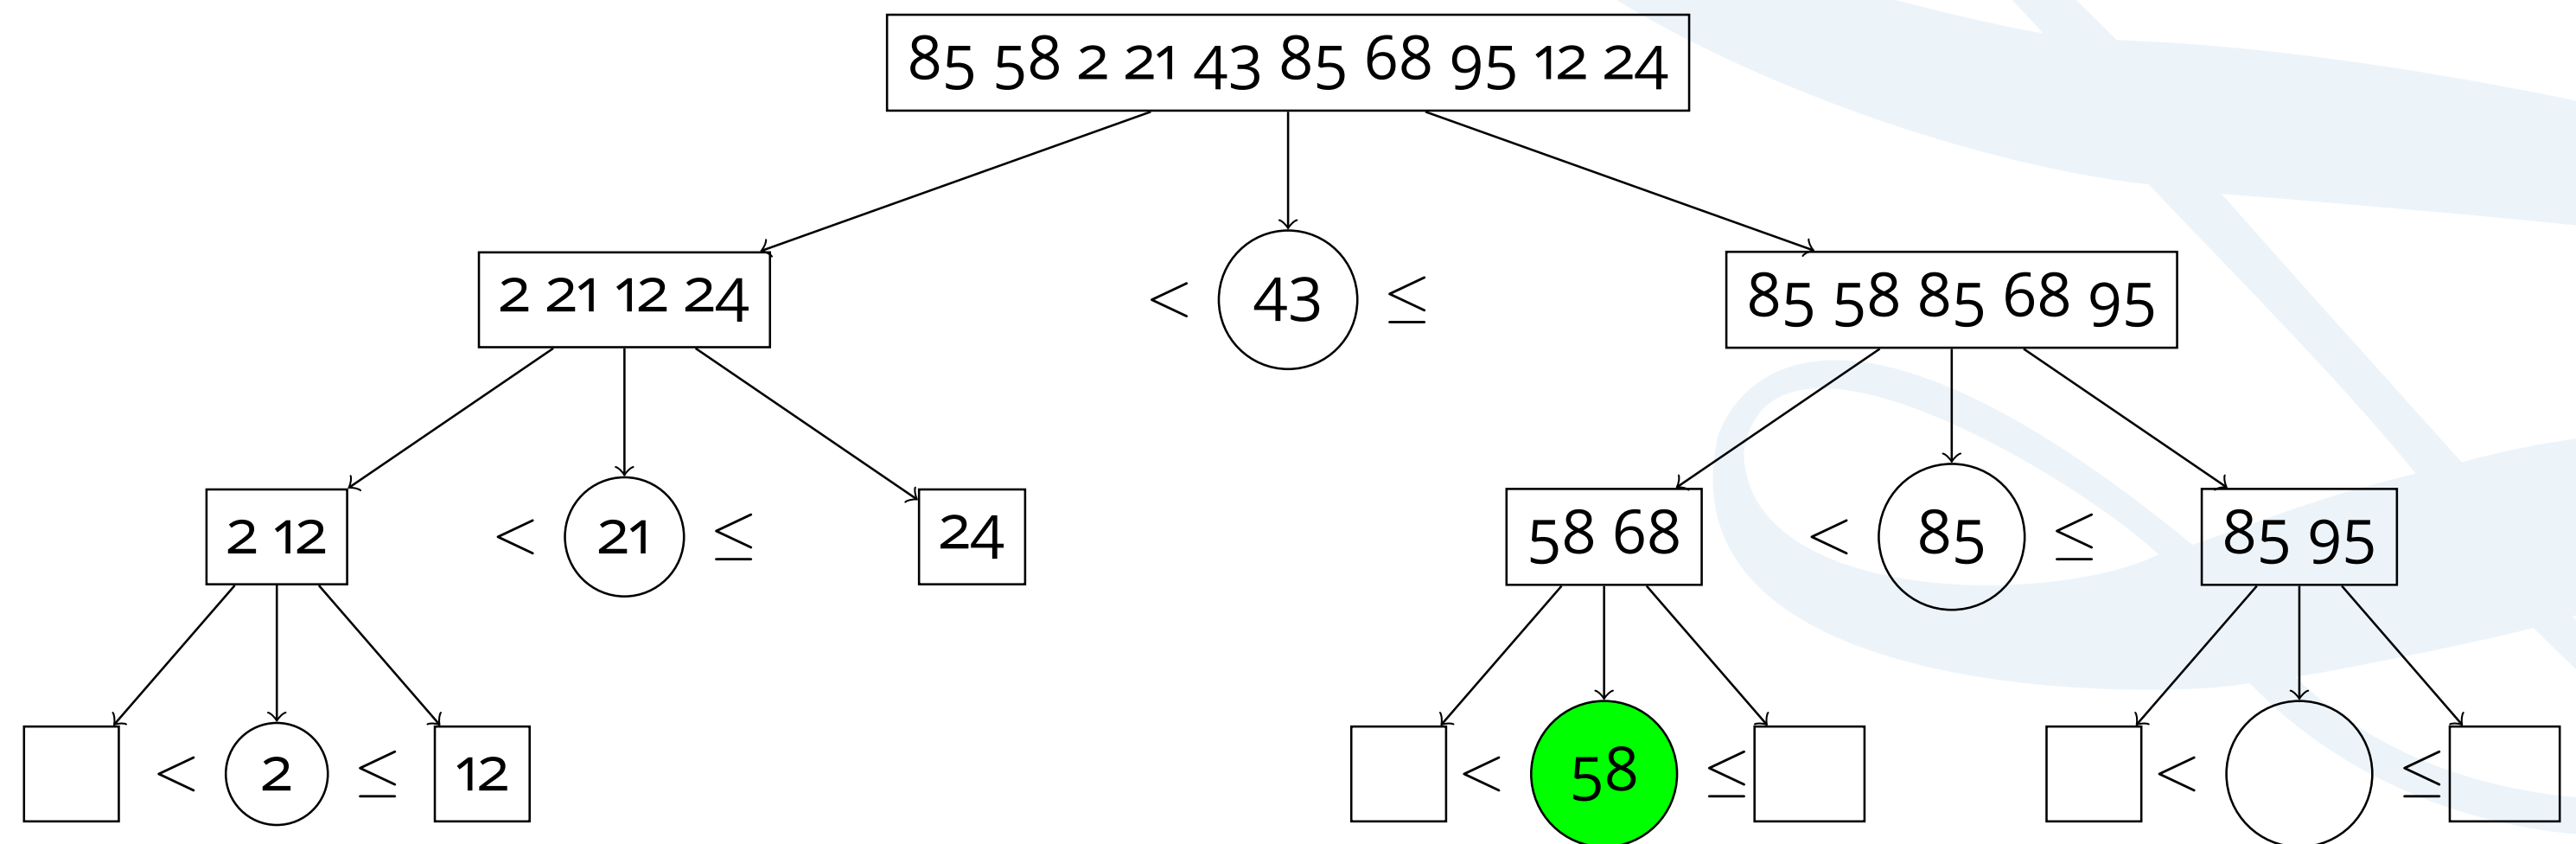 85 58 2 21 43 85 68 95 12 24
2 21 12 24 < 43 ≤ 85 58 85 68 95
2 12 < 21 ≤ 24 58 68 < 85 ≤ 85 95
< 2 ≤ 12 < 58 ≤ < ≤